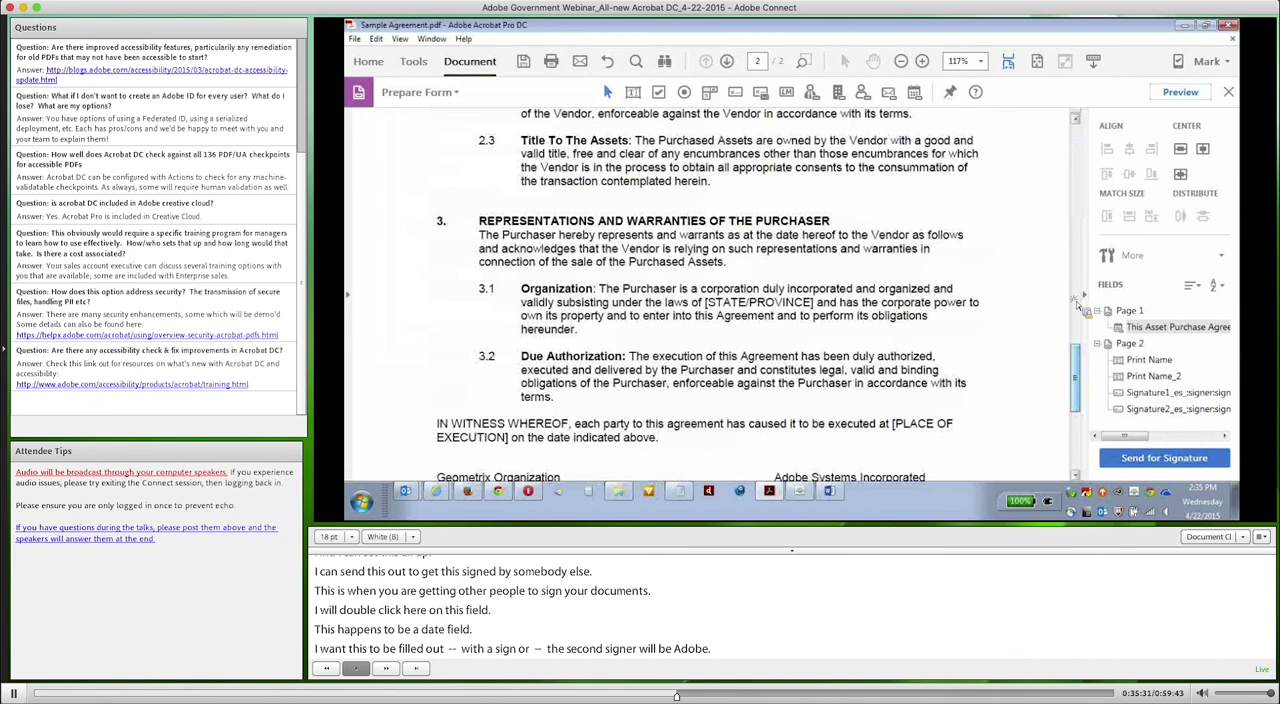 Adobe Government Webinar_All-new Acrobat DC_4-22-2015 - Adobe Connect
Questions
Question: Are there improved accessibility features, particularly any remediation
for old PDFs that may not have been accessible to start?
Answer: http://blogs.adobe.com/accessibility/2015/03/acrobat-dc-accessibility-
update.html
Question: What if I don't want to create an Adobe ID for every user? What do I
lose? What are my options?
Answer: You have options of using a Federated ID, using a serialized
deployment, etc. Each has pros/cons and we'd be happy to meet with you and
your team to explain them!
Question: How well does Acrobat DC check against all 136 PDF/UA checkpoints
for accessible PDFs
Answer: Acrobat DC can be configured with Actions to check for any machine-
validatable checkpoints. As always, some will require human validation as well.
Question: is acrobat DC included in Adobe creative cloud?
Answer: Yes. Acrobat Pro is included in Creative Cloud.
Question: This obviously would require a specific training program for managers
to learn how to use effectively. How/who sets that up and how long would that
take. Is there a cost associated?
Answer: Your sales account executive can discuss several training options with
you that are available; some are included with Enterprise sales.
Question: How does this option address security? The transmission of secure
files, handling PII etc?
Answer: There are many security enhancements, some which will be demo'd.
Some details can also be found here:
https://helpx.adobe.com/acrobat/using/overview-security-acrobat-pdfs.html
Question: Are there any accessibility check & fix improvements in Acrobat DC?
Answer: Check this link out for resources on what's new with Acrobat DC and
accessibility:
http://www.adobe.com/accessibility/products/acrobat/training.html
Attendee Tips
Audio will be broadcast through your computer speakers. If you experience
audio issues, please try exiting the Connect session, then logging back in.
Please ensure you are only logged in once to prevent echo.
If you have questions during the talks, please post them above and the
speakers will answer them at the end.
Sample Agreement.pdf - Adobe Acrobat Pro DC
File Edit View Window Help
Home Tools Document 2 / 2 117% Mark
Prepare Form Preview
of the Vendor, enforceable against the Vendor in accordance with its terms.
2.3 Title To The Assets: The Purchased Assets are owned by the Vendor with a good and
valid title, free and clear of any encumbrances other than those encumbrances for which
the Vendor is in the process to obtain all appropriate consents to the consummation of
the transaction contemplated herein.
3. REPRESENTATIONS AND WARRANTIES OF THE PURCHASER
The Purchaser hereby represents and warrants as at the date hereof to the Vendor as follows
and acknowledges that the Vendor is relying on such representations and warranties in
connection of the sale of the Purchased Assets.
3.1 Organization: The Purchaser is a corporation duly incorporated and organized and
validly subsisting under the laws of [STATE/PROVINCE] and has the corporate power to
own its property and to enter into this Agreement and to perform its obligations
hereunder.
3.2 Due Authorization: The execution of this Agreement has been duly authorized,
executed and delivered by the Purchaser and constitutes legal, valid and binding
obligations of the Purchaser, enforceable against the Purchaser in accordance with its
terms.
IN WITNESS WHEREOF, each party to this agreement has caused it to be executed at [PLACE OF
EXECUTION] on the date indicated above.
Geometrix Organization Adobe Systems Incorporated
ALIGN CENTER
MATCH SIZE DISTRIBUTE
More
FIELDS
Page 1
This Asset Purchase Agree
Page 2
Print Name
Print Name_2
Signature1_es_:signer:sign
Signature2_es_:signer:sign
Send for Signature
100%
2:35 PM
Wednesday
4/22/2015
18 pt White (B) Document Cl
I can send this out to get this signed by somebody else.
This is when you are getting other people to sign your documents.
I will double click here on this field.
This happens to be a date field.
I want this to be filled out -- with a sign or -- the second signer will be Adobe.
Live
0:35:31/0:59:43